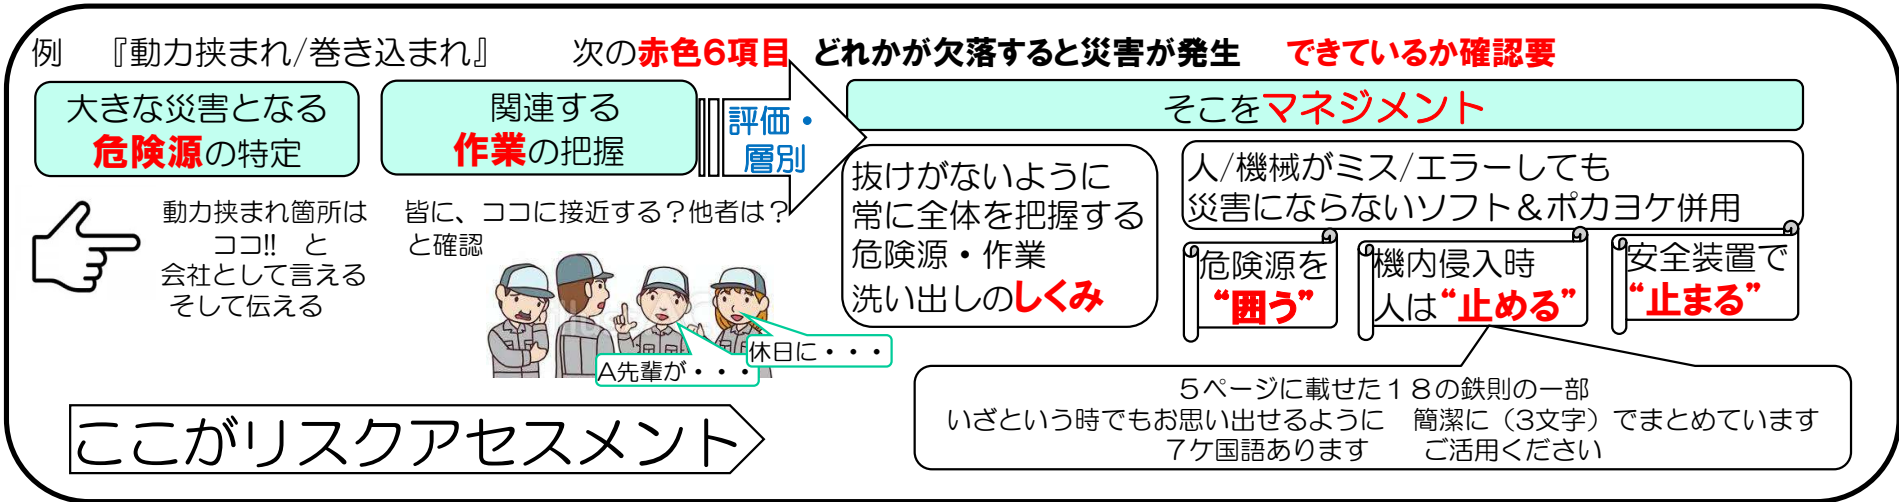 例 『動力挟まれ/巻き込まれ』 次の赤色6項目 どれかが欠落すると災害が発生 できているか確認要
大きな災害となる
危険源の特定
関連する
作業の把握
評価・
層別
そこをマネジメント
動力挟まれ箇所は
ココ!! と
会社として言える
そして伝える
皆に、ココに接近する？他者は？
と確認
A先輩が・・・
休日に・・・
抜けがないように
常に全体を把握する
危険源・作業
洗い出しのしくみ
人/機械がミス/エラーしても
災害にならないソフト＆ポカヨケ併用
危険源を
“囲う”
機内侵入時
人は“止める”
安全装置で
“止まる”
５ページに載せた１８の鉄則の一部
いざという時でもお思い出せるように 簡潔に（3文字）でまとめています
７ケ国語あります ご活用ください
ここがリスクアセスメント